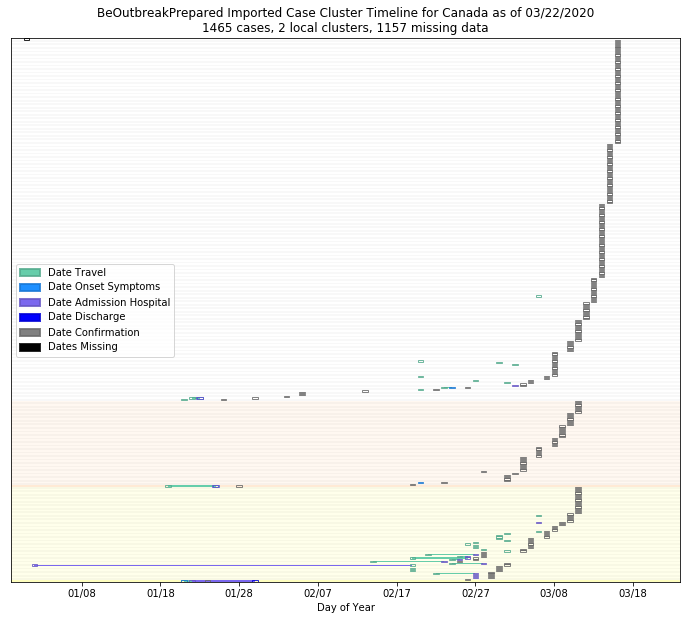 BeOutbreakPrepared Imported Case Cluster Timeline for Canada as of 03/22/2020
1465 cases, 2 local clusters, 1157 missing data
Date Travel
Date Onset Symptoms
Date Admission Hospital
Date Discharge
Date Confirmation
Dates Missing
01/08 01/18 01/28 02/07 02/17 02/27 03/08 03/18
Day of Year